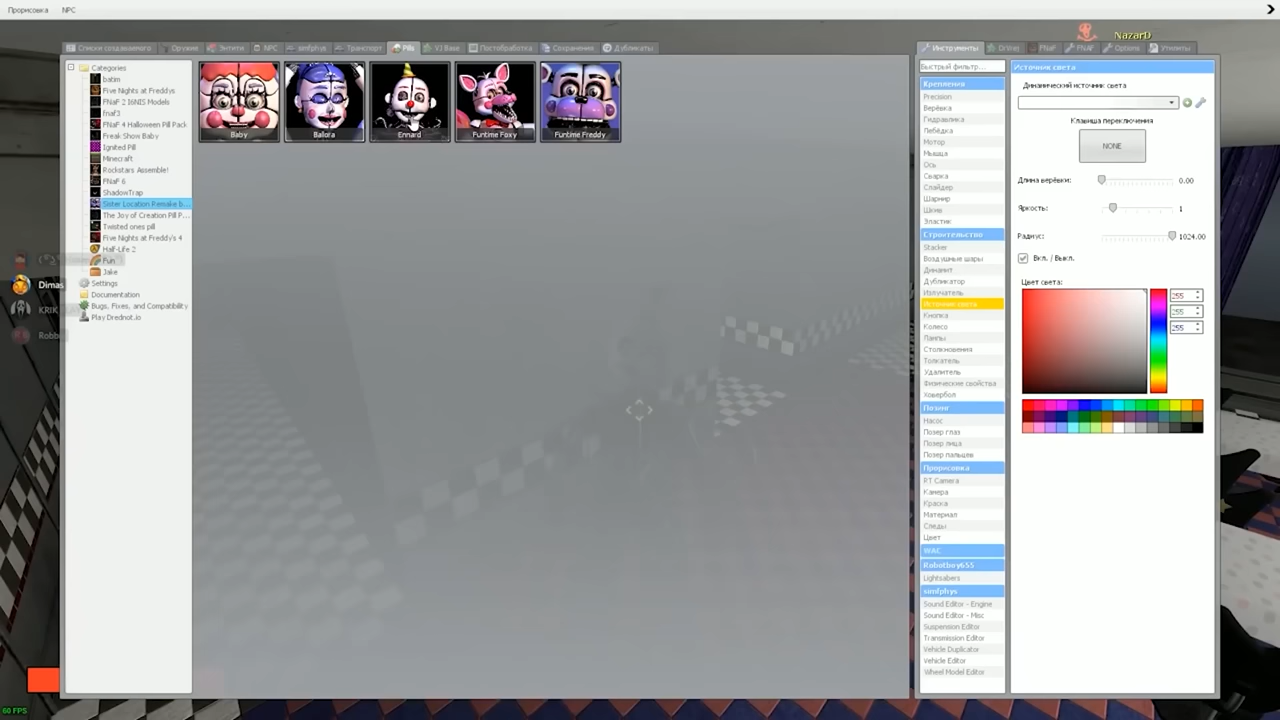 Прорисовка NPC
NazarD
Списки создаваемого Оружие Энтити NPC simfphys Транспорт Pills VJ Base Постобработка Сохранения Дубликаты
Инструменты Drives FNaF FNAF Options Утилиты
Categories
batim
Five Nights at Freddys
FNaF 2 I6NIS Models
fnaf3
FNaF 4 Halloween Pill Pack
Freak Show Baby
Ignited Pill
Minecraft
Rockstars Assemble!
FNaF 6
ShadowTrap
Sister Location Remake b...
The Joy of Creation Pill P...
Twisted ones pill
Five Nights at Freddy's 4
Half-Life 2
Fun
Jake
Settings
Documentation
Bugs, Fixes, and Compatibility
Play Drednot.io
Dimas
KRIK
Robb
Baby Ballora Ennard Funtime Foxy Funtime Freddy
Быстрый фильтр...
Крепления
Precision
Верёвка
Гидравлика
Лебёдка
Мотор
Мышца
Ось
Сварка
Слайдер
Шарнир
Шкив
Эластик
Строительство
Stacker
Воздушные шары
Динамит
Дубликатор
Излучатель
Источник света
Кнопка
Колесо
Лампы
Столкновения
Толкатель
Удалитель
Физические свойства
Ховербол
Позинг
Насос
Позер глаз
Позер лица
Позер пальцев
Прорисовка
RT Camera
Камера
Краска
Материал
Следы
Цвет
WAC
Robotboy655
Lightsabers
simfphys
Sound Editor - Engine
Sound Editor - Misc
Suspension Editor
Transmission Editor
Vehicle Duplicator
Vehicle Editor
Wheel Model Editor
Источник света
Динамический источник света
Клавиша переключения
NONE
Длина верёвки: 0.00
Яркость: 1
Радиус: 1024.00
Вкл. / Выкл.
Цвет света:
255
255
255
60 FPS